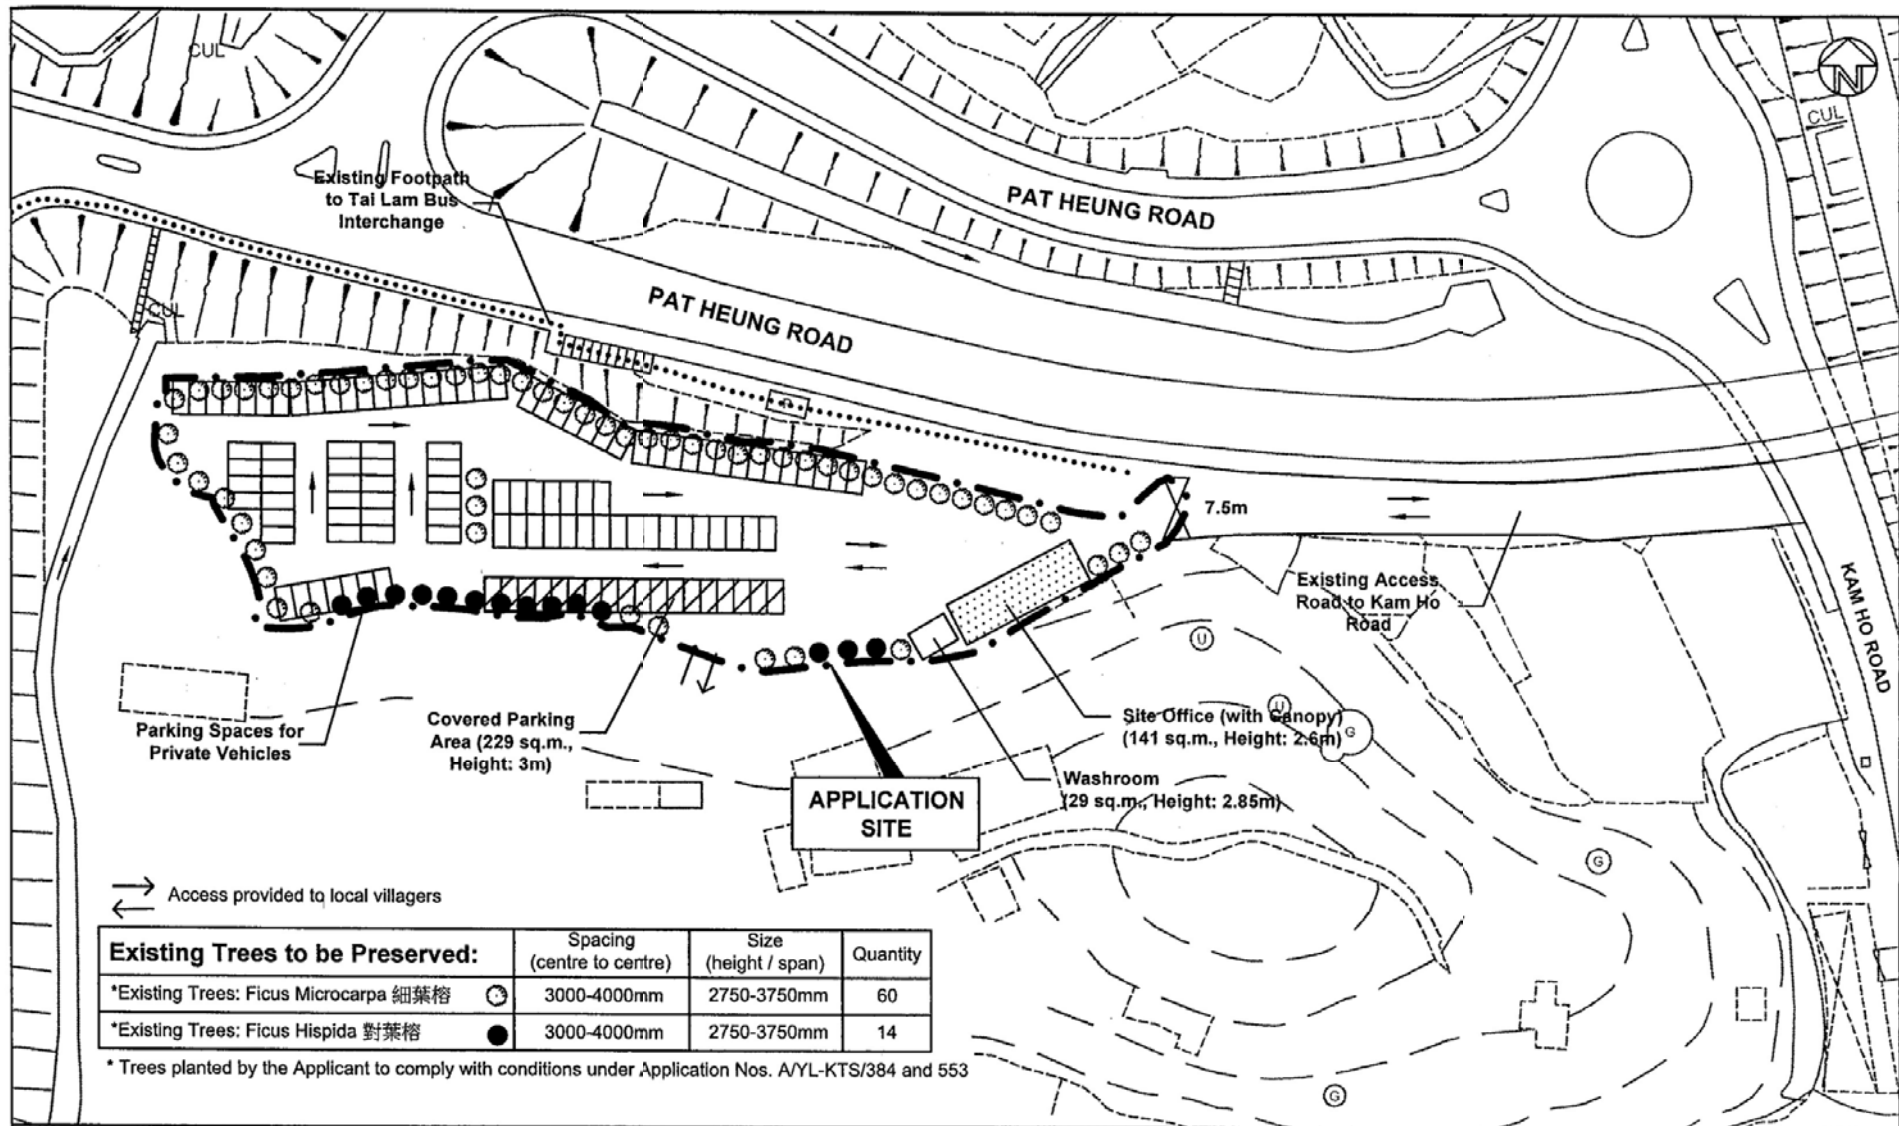 CUL
N
CUL
Existing Footpath
to Tai Lam Bus
Interchange
PAT HEUNG ROAD
PAT HEUNG ROAD
CUL
7.5m
Existing Access
Road to Kam Ho
Road
KAM HO ROAD
U
U
G
Parking Spaces for
Private Vehicles
Covered Parking
Area (229 sq.m.,
Height: 3m)
Site Office (with Canopy)
(141 sq.m., Height: 2.6m)
Washroom
(29 sq.m., Height: 2.85m)
APPLICATION
SITE
G
Access provided to local villagers
Existing Trees to be Preserved: Spacing (centre to centre) Size (height / span) Quantity
*Existing Trees: Ficus Microcarpa 細葉榕 3000-4000mm 2750-3750mm 60
*Existing Trees: Ficus Hispida 對葉榕 3000-4000mm 2750-3750mm 14
* Trees planted by the Applicant to comply with conditions under Application Nos. A/YL-KTS/384 and 553
G